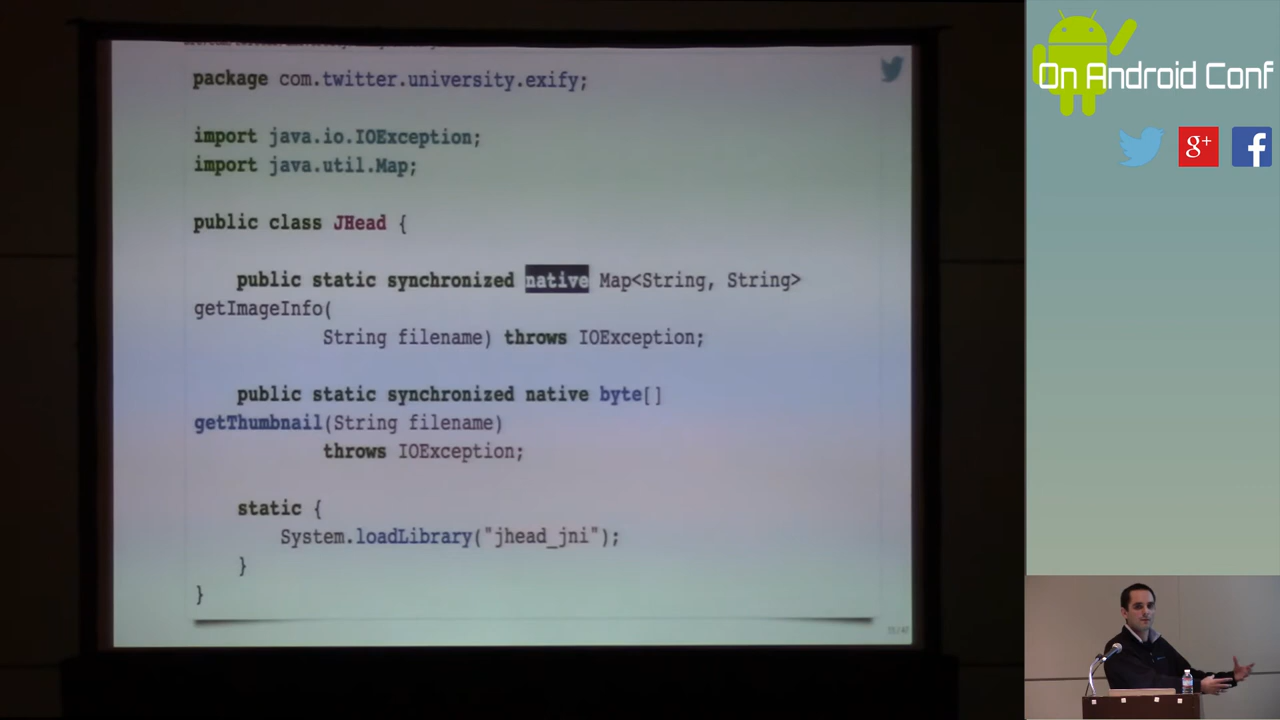 package com.twitter.university.exify;
import java.io.IOException;
import java.util.Map;
public class JHead {
public static synchronized native Map<String, String>
getImageInfo(
String filename) throws IOException;
public static synchronized native byte[]
getThumbnail(String filename)
throws IOException;
static {
System.loadLibrary("jhead_jni");
}
}
On Android Conf
g+
f